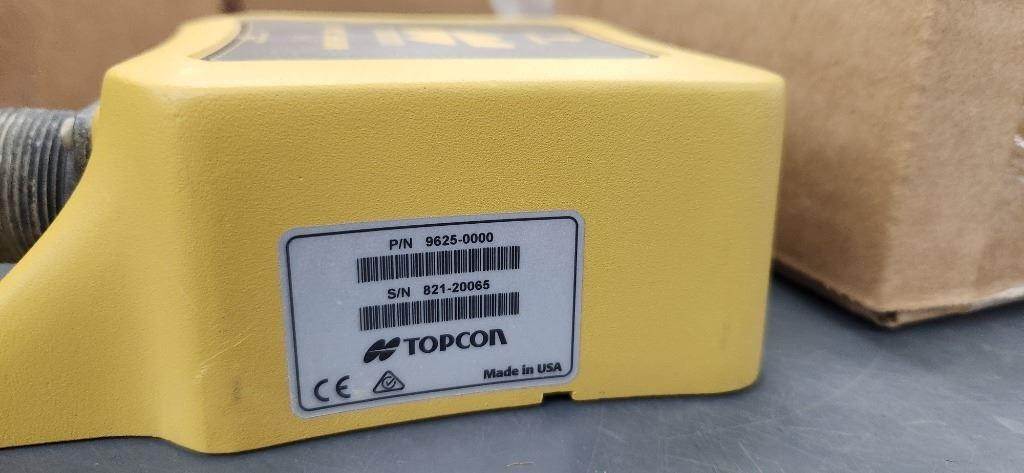 P/N 9625-0000
S/N 821-20065
TOPCON
Made in USA
CE